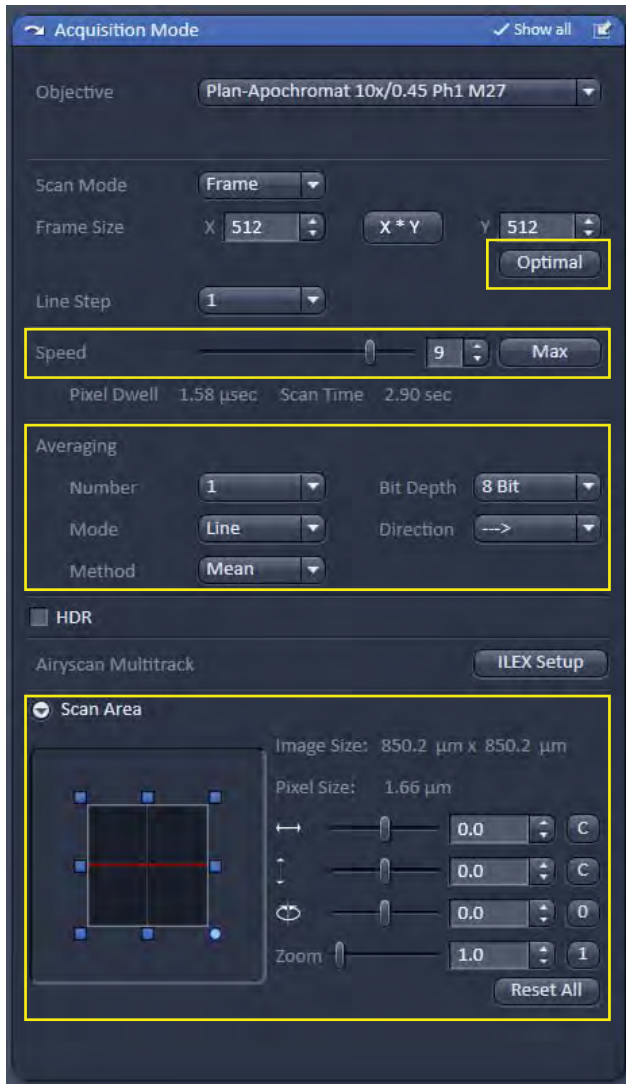 Acquisition Mode Show all
Objective Plan-Apochromat 10x/0.45 Ph1 M27
Scan Mode Frame
Frame Size X 512 X * Y Y 512
Optimal
Line Step 1
Speed 9 Max
Pixel Dwell 1.58 µsec Scan Time 2.90 sec
Averaging
Number 1 Bit Depth 8 Bit
Mode Line Direction --->
Method Mean
HDR
Airyscan Multitrack ILEX Setup
Scan Area
Image Size: 850.2 µm x 850.2 µm
Pixel Size: 1.66 µm
0.0 C
0.0 C
0.0 0
Zoom 1.0 1
Reset All